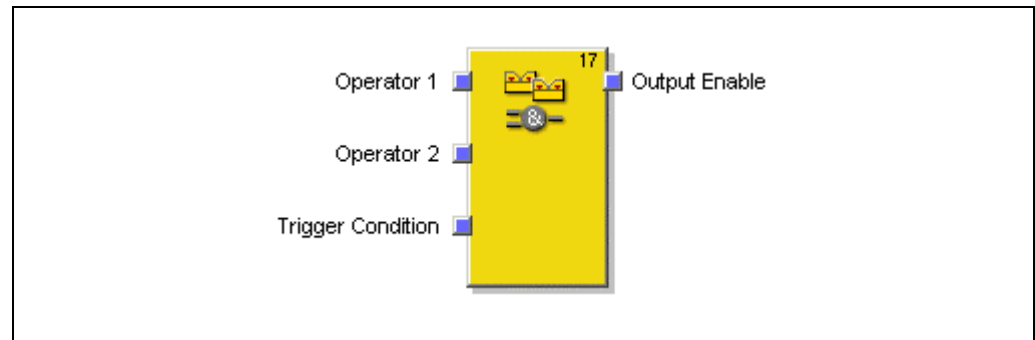 17
Operator 1
Output Enable
&
Operator 2
Trigger Condition